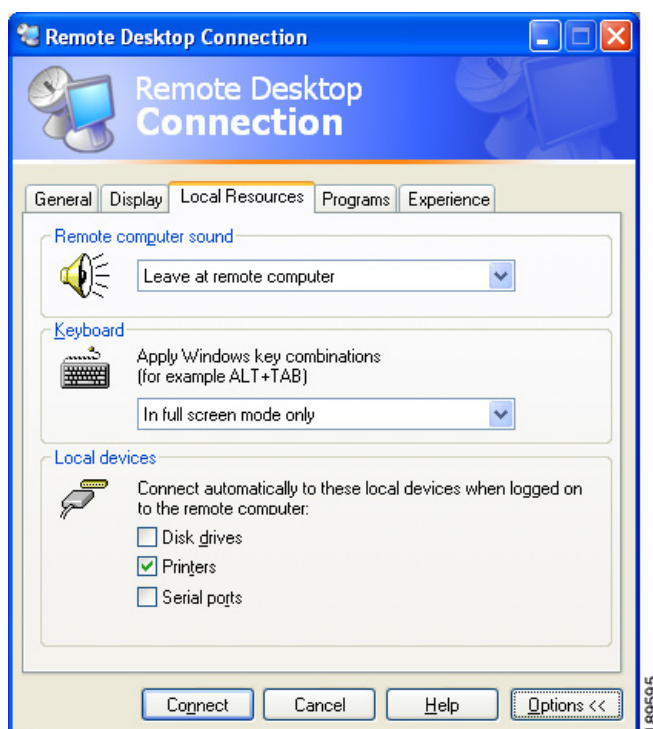 Remote Desktop Connection
Remote Desktop
Connection
General Display Local Resources Programs Experience
Remote computer sound
Leave at remote computer
Keyboard
Apply Windows key combinations
(for example ALT+TAB)
In full screen mode only
Local devices
Connect automatically to these local devices when logged on
to the remote computer:
Disk drives
Printers
Serial ports
Connect Cancel Help Options <<
189595